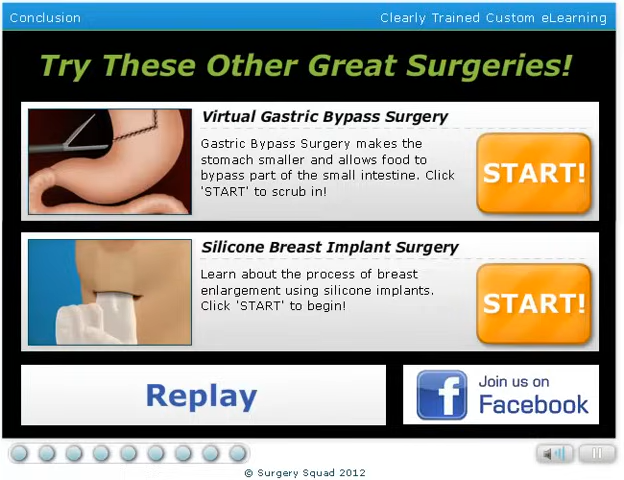 Conclusion
Clearly Trained Custom eLearning
Try These Other Great Surgeries!
Virtual Gastric Bypass Surgery
Gastric Bypass Surgery makes the
stomach smaller and allows food to
bypass part of the small intestine. Click
'START' to scrub in!
START!
Silicone Breast Implant Surgery
Learn about the process of breast
enlargement using silicone implants.
Click 'START' to begin!
START!
Replay
f
Join us on
Facebook
© Surgery Squad 2012